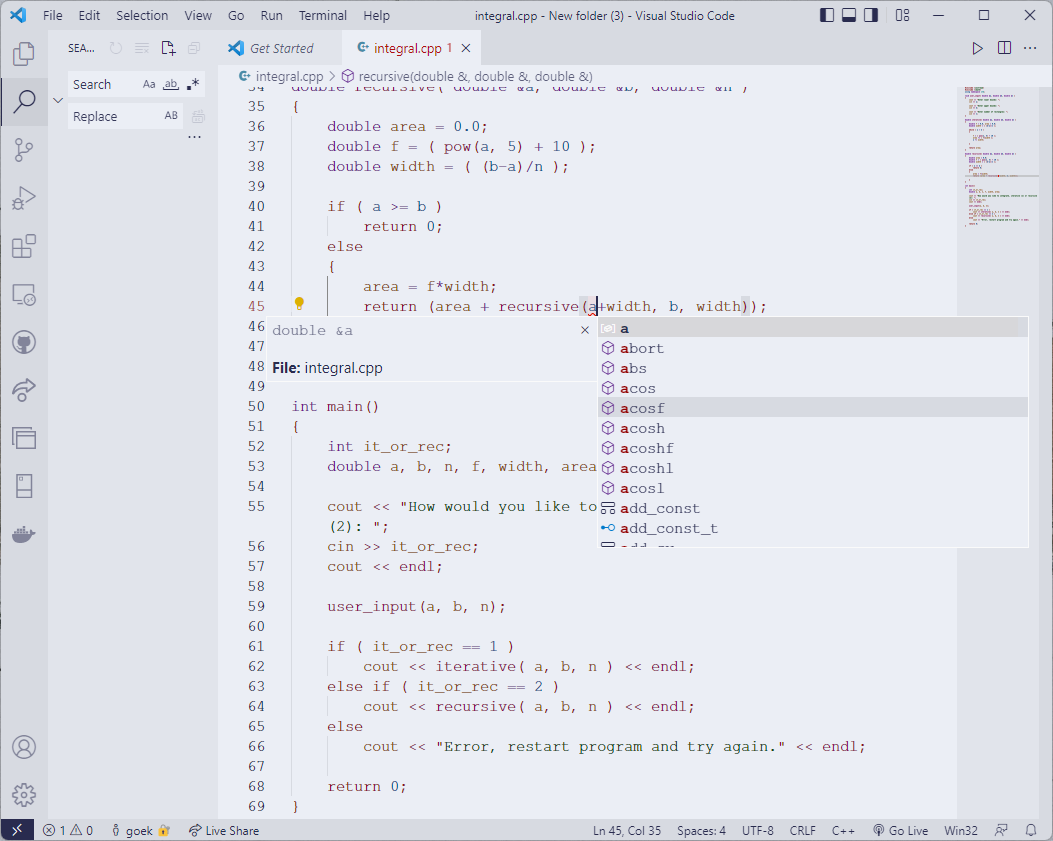 File Edit Selection View Go Run Terminal Help integral.cpp - New folder (3) - Visual Studio Code
SEA... Get Started integral.cpp 1
Search Aa ab .*
Replace AB
...
integral.cpp > recursive(double &, double &, double &)
34 double recursive( double &a, double &b, double &n )
35 {
36 double area = 0.0;
37 double f = ( pow(a, 5) + 10 );
38 double width = ( (b-a)/n );
39
40 if ( a >= b )
41 return 0;
42 else
43 {
44 area = f*width;
45 return (area + recursive(a+width, b, width));
46
47
48
49
double &a
File: integral.cpp
a
abort
abs
acos
acosf
acosh
acoshf
acoshl
acosl
add_const
add_const_t
50 int main()
51 {
52 int it_or_rec;
53 double a, b, n, f, width, area
54
55 cout << "How would you like to
(2): ";
56 cin >> it_or_rec;
57 cout << endl;
58
59 user_input(a, b, n);
60
61 if ( it_or_rec == 1 )
62 cout << iterative( a, b, n ) << endl;
63 else if ( it_or_rec == 2 )
64 cout << recursive( a, b, n ) << endl;
65 else
66 cout << "Error, restart program and try again." << endl;
67
68 return 0;
69 }
1 0 goek Live Share Ln 45, Col 35 Spaces: 4 UTF-8 CRLF C++ Go Live Win32